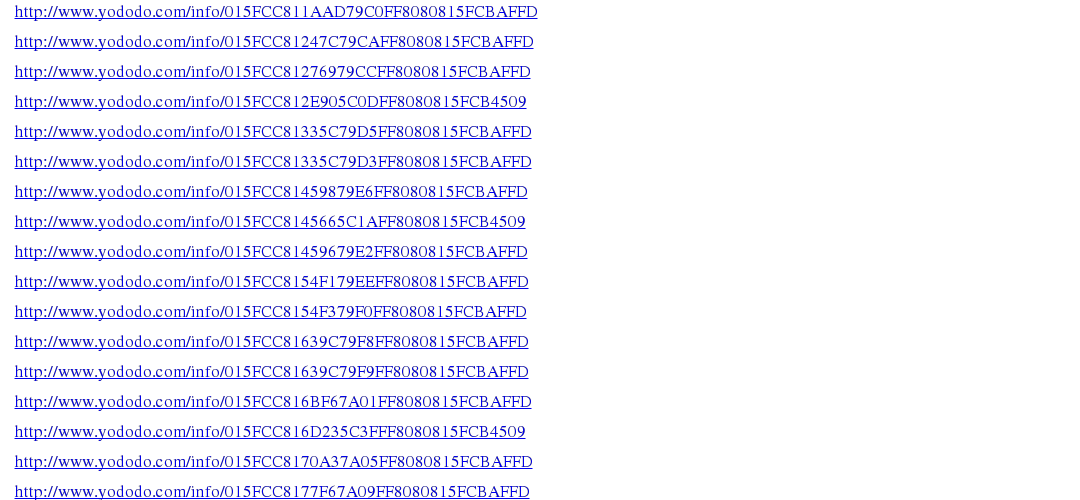 http://www.yododo.com/info/015FCC811AAD79C0FF8080815FCBAFFD
http://www.yododo.com/info/015FCC81247C79CAFF8080815FCBAFFD
http://www.yododo.com/info/015FCC81276979CCFF8080815FCBAFFD
http://www.yododo.com/info/015FCC812E905C0DFF8080815FCB4509
http://www.yododo.com/info/015FCC81335C79D5FF8080815FCBAFFD
http://www.yododo.com/info/015FCC81335C79D3FF8080815FCBAFFD
http://www.yododo.com/info/015FCC81459879E6FF8080815FCBAFFD
http://www.yododo.com/info/015FCC8145665C1AFF8080815FCB4509
http://www.yododo.com/info/015FCC81459679E2FF8080815FCBAFFD
http://www.yododo.com/info/015FCC8154F179EEFF8080815FCBAFFD
http://www.yododo.com/info/015FCC8154F379F0FF8080815FCBAFFD
http://www.yododo.com/info/015FCC81639C79F8FF8080815FCBAFFD
http://www.yododo.com/info/015FCC81639C79F9FF8080815FCBAFFD
http://www.yododo.com/info/015FCC816BF67A01FF8080815FCBAFFD
http://www.yododo.com/info/015FCC816D235C3FFF8080815FCB4509
http://www.yododo.com/info/015FCC8170A37A05FF8080815FCBAFFD
http://www.yododo.com/info/015FCC8177F67A09FF8080815FCBAFFD